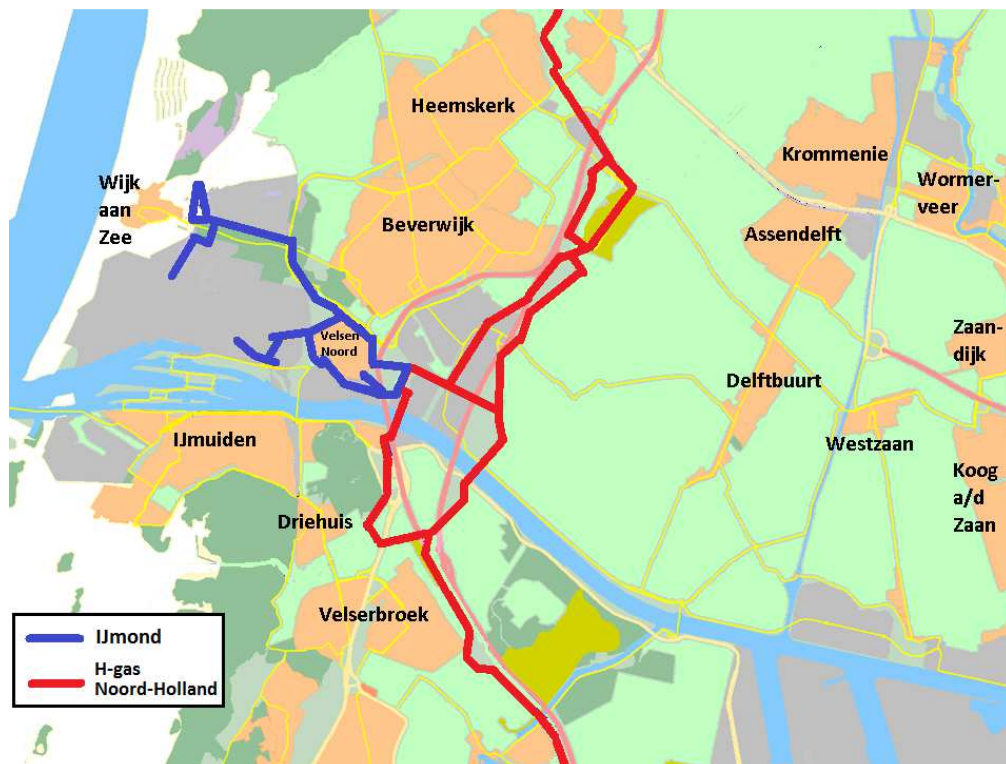 Heemskerk
Krommenie
Wijk
aan
Zee
Wormer-
veer
Beverwijk
Assendelft
Velsen
Noord
Zaan-
dijk
Delftbuurt
IJmuiden
Westzaan
Koog
a/d
Zaan
Driehuis
Velserbroek
IJmond
H-gas
Noord-Holland